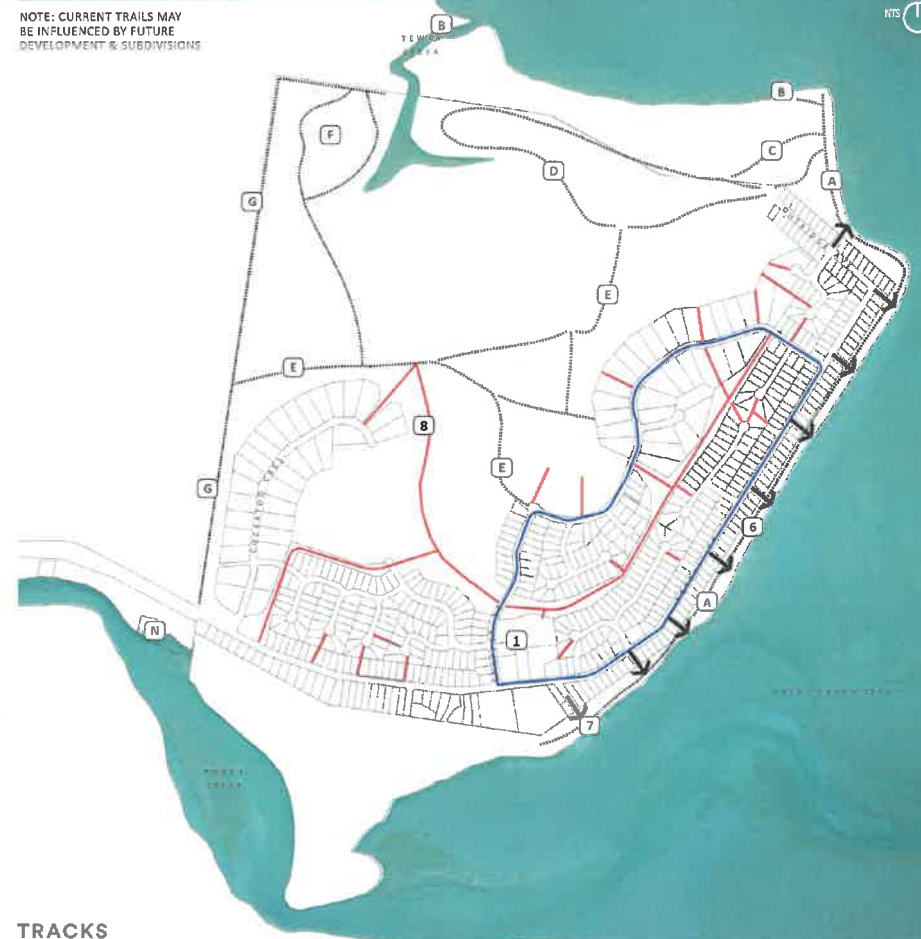 NOTE: CURRENT TRAILS MAY
BE INFLUENCED BY FUTURE
DEVELOPMENT & SUBDIVISIONS
NTS
B
B
F
C
D
A
G
E
E
8
G
E
6
A
N
1
7
TRACKS